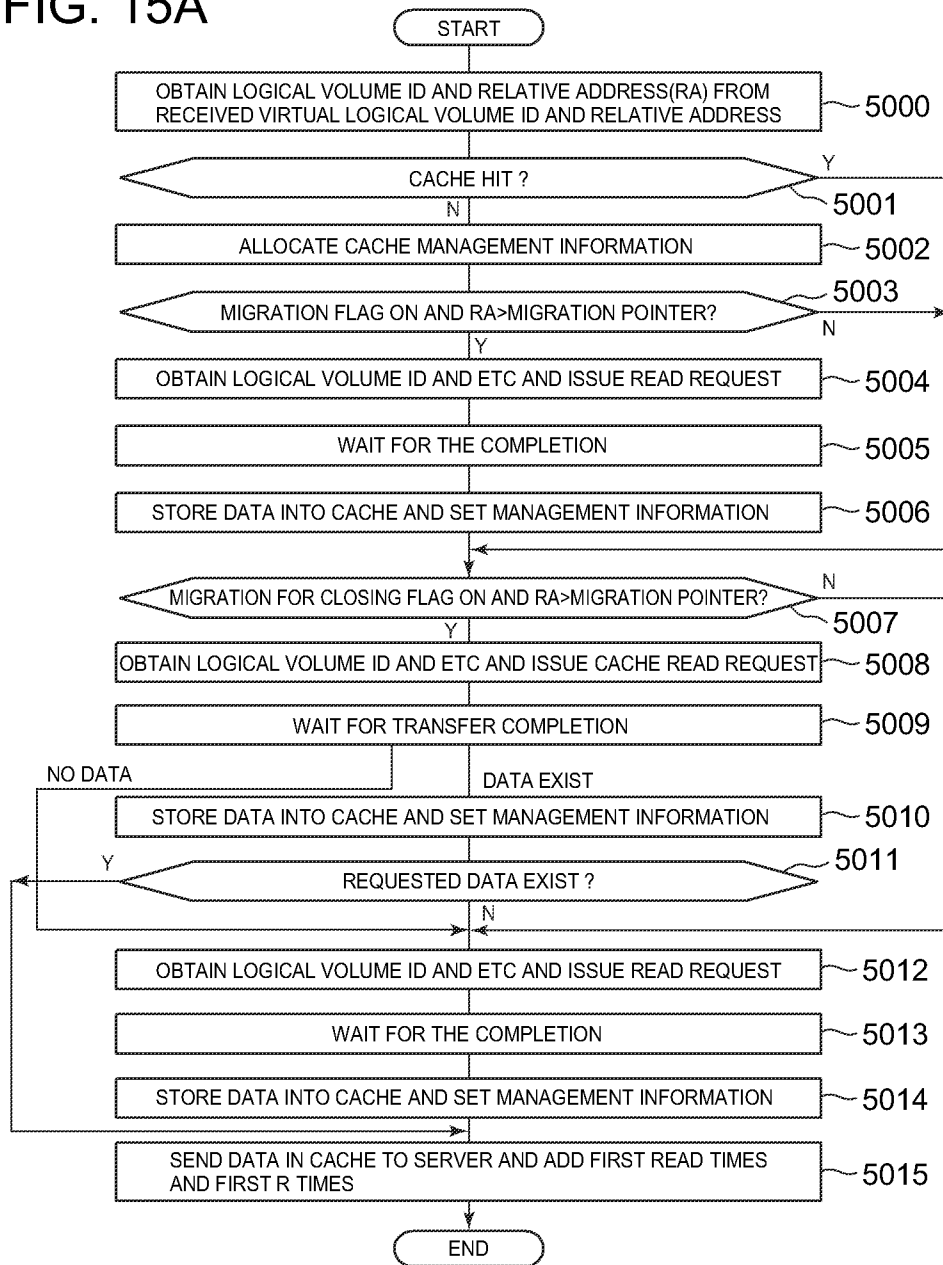 FIG. 15A
START
OBTAIN LOGICAL VOLUME ID AND RELATIVE ADDRESS(RA) FROM
RECEIVED VIRTUAL LOGICAL VOLUME ID AND RELATIVE ADDRESS
5000
CACHE HIT ?
Y
5001
N
ALLOCATE CACHE MANAGEMENT INFORMATION
5002
MIGRATION FLAG ON AND RA>MIGRATION POINTER?
5003
N
Y
OBTAIN LOGICAL VOLUME ID AND ETC AND ISSUE READ REQUEST
5004
WAIT FOR THE COMPLETION
5005
STORE DATA INTO CACHE AND SET MANAGEMENT INFORMATION
5006
MIGRATION FOR CLOSING FLAG ON AND RA>MIGRATION POINTER?
N
5007
Y
OBTAIN LOGICAL VOLUME ID AND ETC AND ISSUE CACHE READ REQUEST
5008
WAIT FOR TRANSFER COMPLETION
5009
NO DATA
DATA EXIST
STORE DATA INTO CACHE AND SET MANAGEMENT INFORMATION
5010
Y
REQUESTED DATA EXIST ?
5011
N
OBTAIN LOGICAL VOLUME ID AND ETC AND ISSUE READ REQUEST
5012
WAIT FOR THE COMPLETION
5013
STORE DATA INTO CACHE AND SET MANAGEMENT INFORMATION
5014
SEND DATA IN CACHE TO SERVER AND ADD FIRST READ TIMES
AND FIRST R TIMES
5015
END